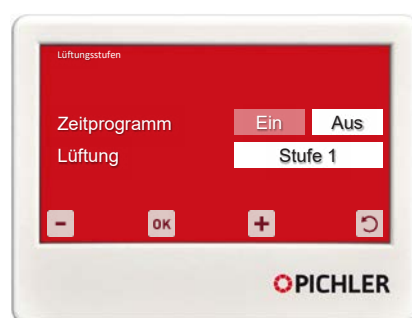 Lüftungsstufen
Zeitprogramm Ein Aus
Lüftung Stufe 1
- OK +
PICHLER